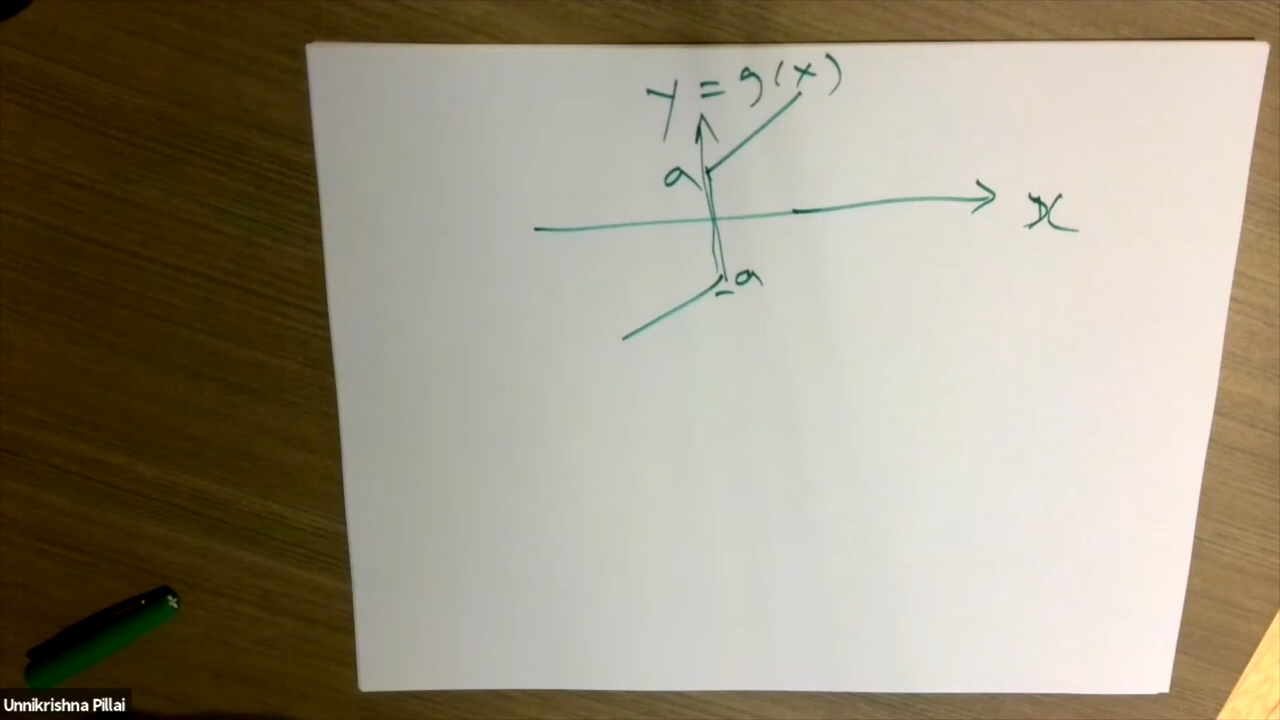 y = g(x)
a
x
-a
Unnikrishna Pillai